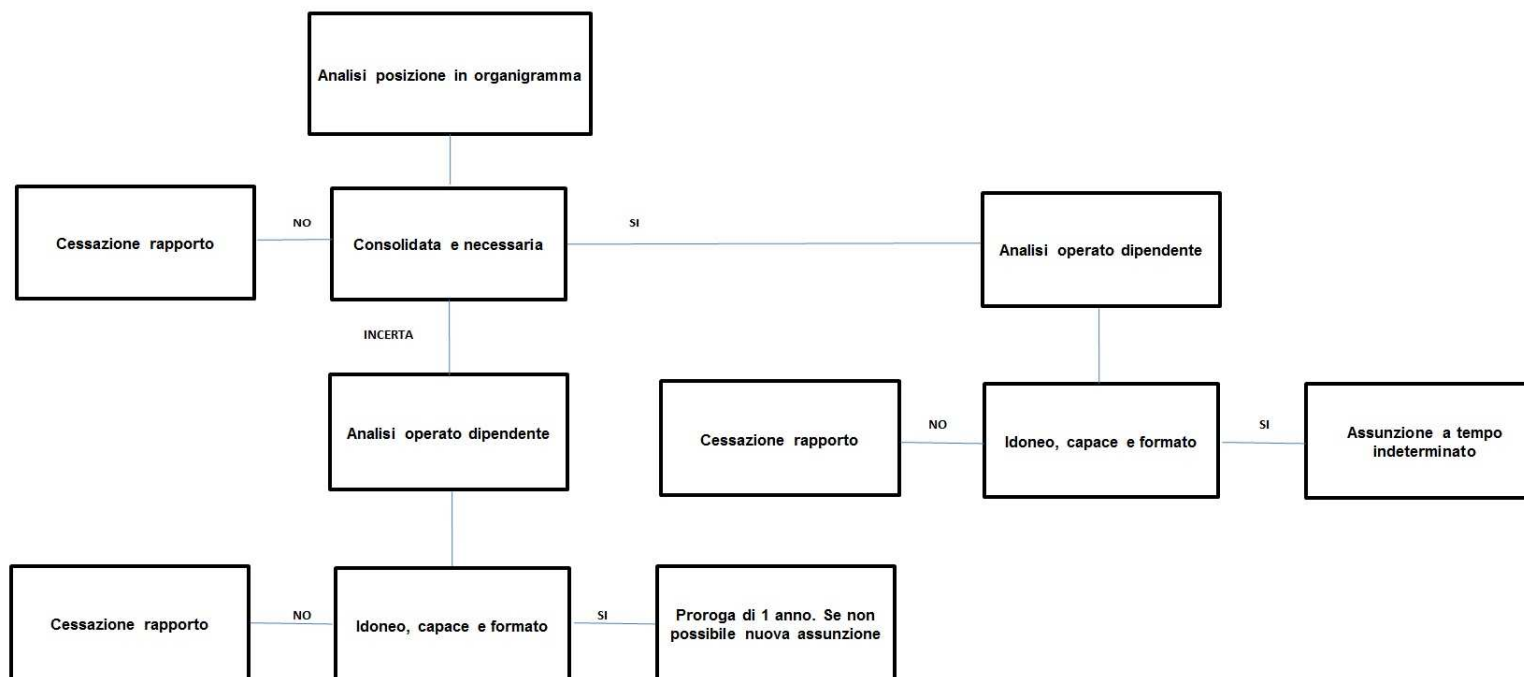 Analisi posizione in organigramma
Cessazione rapporto
NO
Consolidata e necessaria
SI
Analisi operato dipendente
INCERTA
Analisi operato dipendente
Cessazione rapporto
NO
Idoneo, capace e formato
SI
Assunzione a tempo
indeterminato
Cessazione rapporto
NO
Idoneo, capace e formato
SI
Proroga di 1 anno. Se non
possibile nuova assunzione